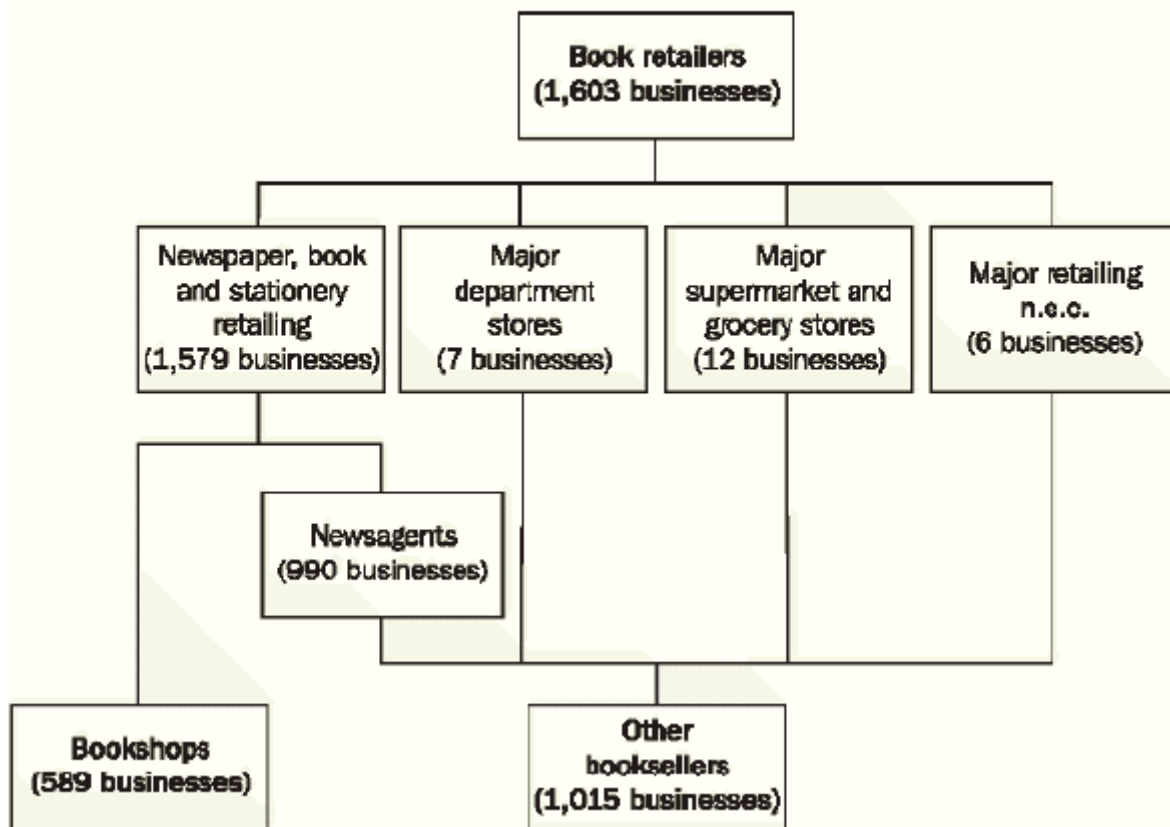 Book retailers
(1,603 businesses)
Newspaper, book
and stationery
retailing
(1,579 businesses)
Major
department
stores
(7 businesses)
Major
supermarket and
grocery stores
(12 businesses)
Major retailing
n.e.c.
(6 businesses)
Newsagents
(990 businesses)
Bookshops
(589 businesses)
Other
booksellers
(1,015 businesses)